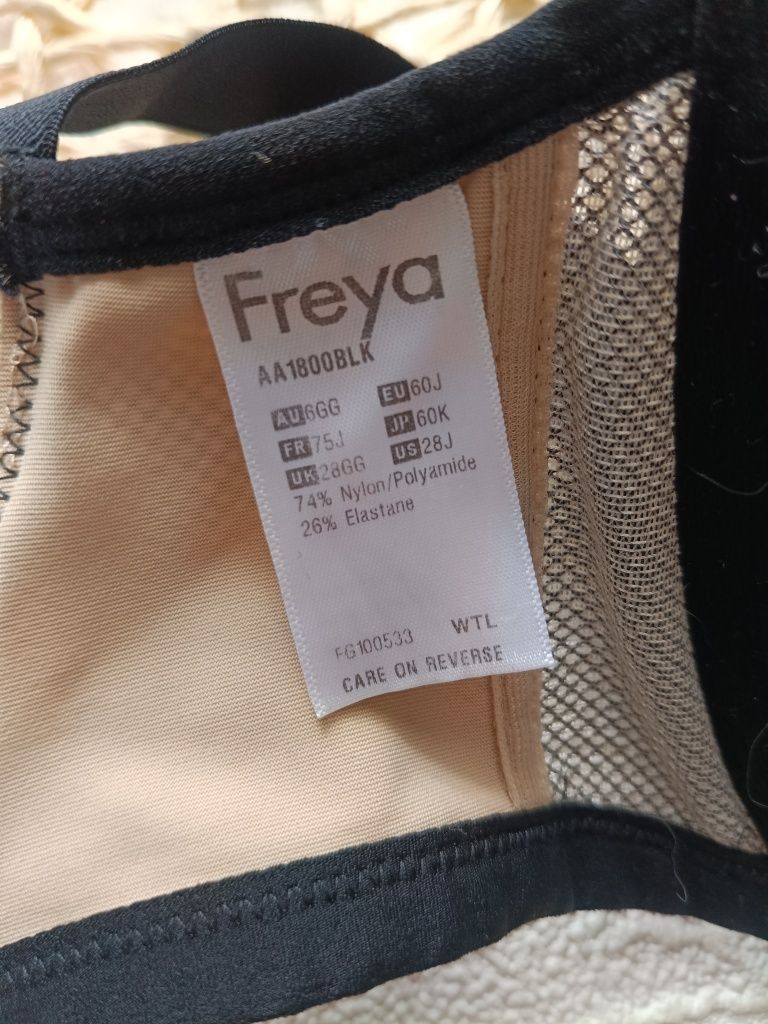 Freya
AA1800BLK
AU 6GG EU 60J
FR 75J JP 60K
UK 28GG US 28J
74% Nylon/Polyamide
26% Elastane
FG100533 WTL
CARE ON REVERSE